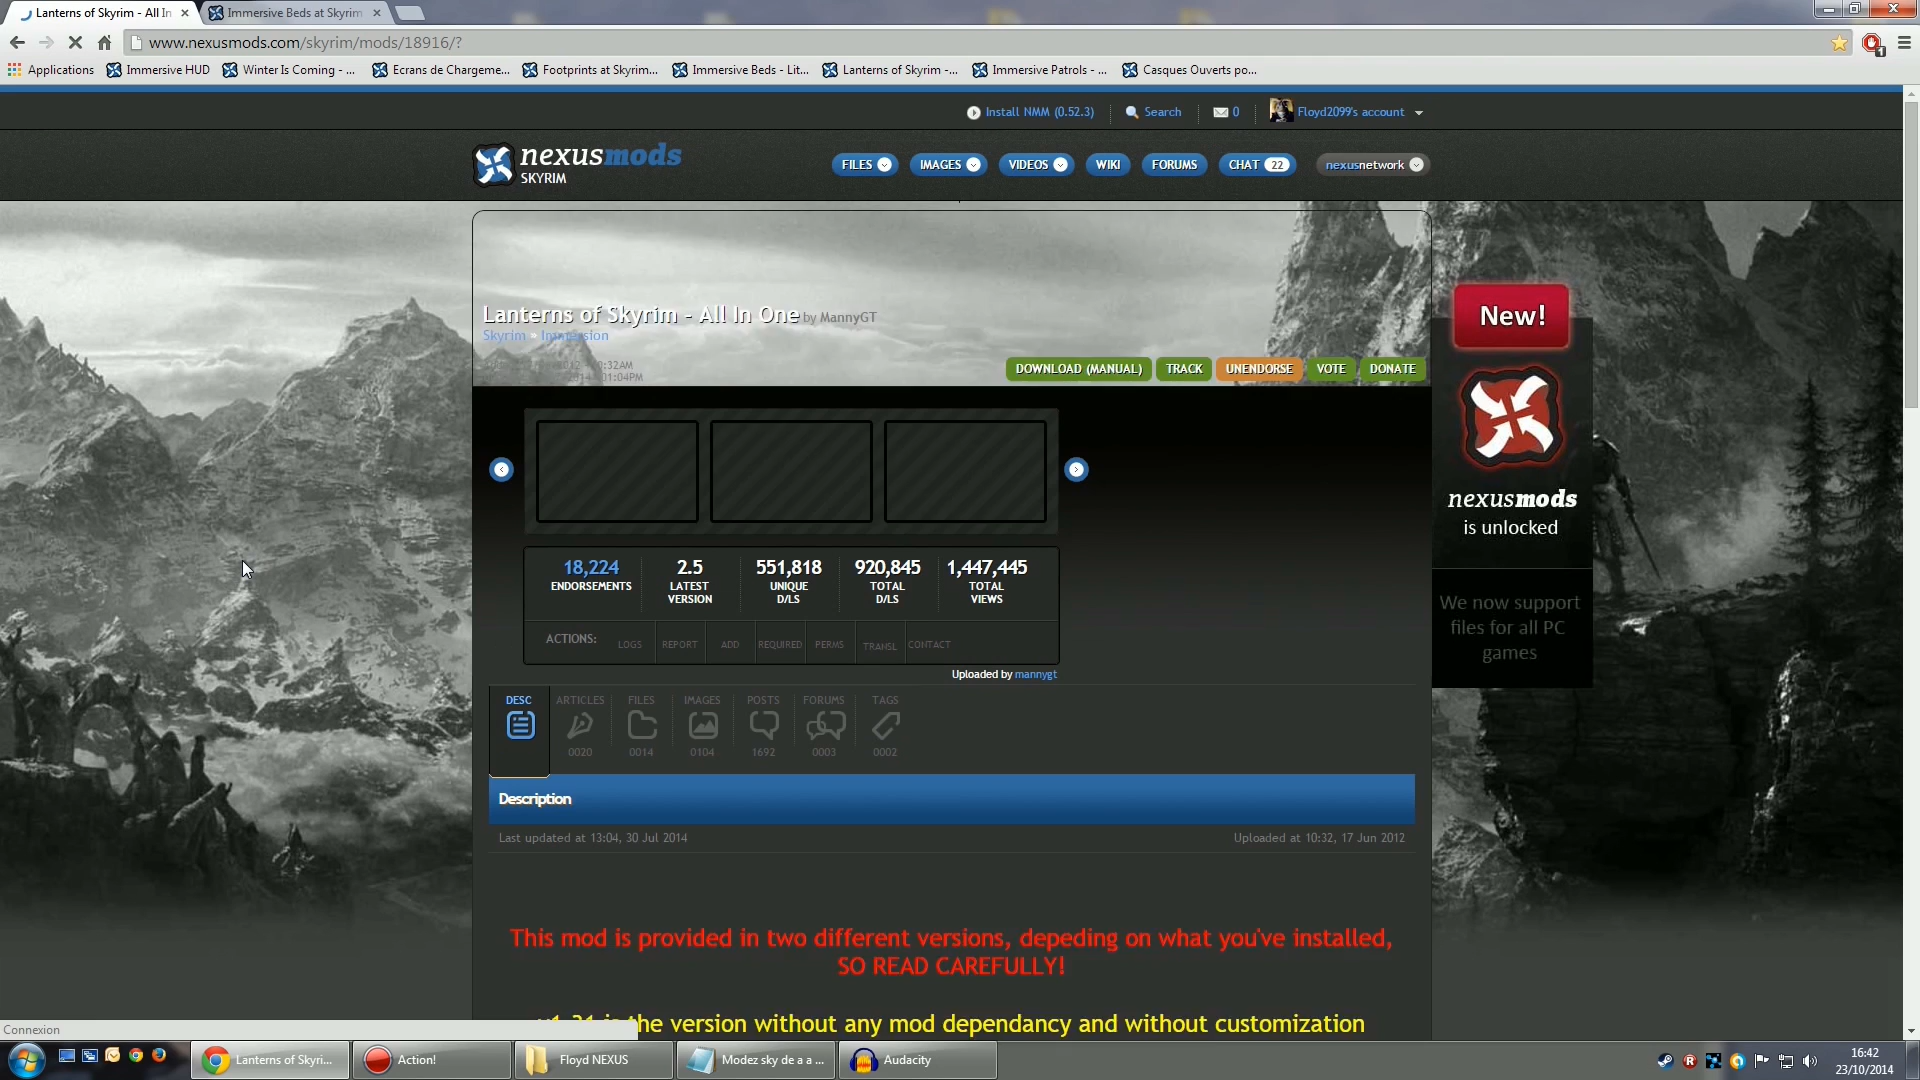 Lanterns of Skyrim - All In
Immersive Beds at Skyrim
www.nexusmods.com/skyrim/mods/18916/?
1
Applications
Immersive HUD
Winter Is Coming - ...
Ecrans de Chargeme...
Footprints at Skyrim...
Immersive Beds - Lit...
Lanterns of Skyrim -...
Immersive Patrols - ...
Casques Ouverts po...
Install NMM (0.52.3)
Search
0
Floyd2099's account
nexusmods
SKYRIM
FILES
IMAGES
VIDEOS
WIKI
FORUMS
CHAT 22
nexusnetwork
Lanterns of Skyrim - All In One by MannyGT
Skyrim » Immersion
DOWNLOAD (MANUAL)
TRACK
UNENDORSE
VOTE
DONATE
New!
nexusmods
is unlocked
We now support
files for all PC
games
18,224
ENDORSEMENTS
2.5
LATEST
VERSION
551,818
UNIQUE
D/LS
920,845
TOTAL
D/LS
1,447,445
TOTAL
VIEWS
ACTIONS:
LOGS
REPORT
ADD
REQUIRED
PERMS
TRANSL
CONTACT
Uploaded by mannygt
DESC
ARTICLES
0020
FILES
0014
IMAGES
0104
POSTS
1692
FORUMS
0003
TAGS
0002
Description
Last updated at 13:04, 30 Jul 2014
Uploaded at 10:32, 17 Jun 2012
This mod is provided in two different versions, depeding on what you've installed,
SO READ CAREFULLY!
the version without any mod dependancy and without customization
Connexion
Lanterns of Skyri...
Action!
Floyd NEXUS
Modez sky de a a ...
Audacity
16:42
23/10/2014